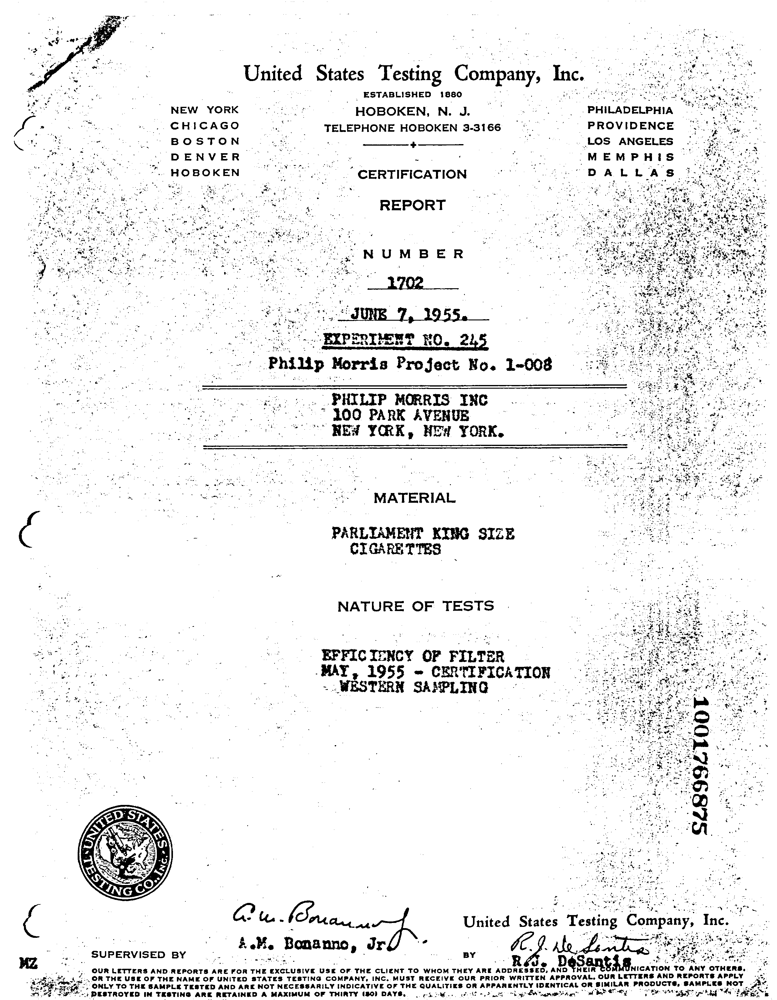 United States Testing Company, Inc.
ESTABLISHED 1880
HOBOKEN, N. J.
TELEPHONE HOBOKEN 3-3166
NEW YORK
CHICAGO
BOSTON
DENVER
HOBOKEN
PHILADELPHIA
PROVIDENCE
LOS ANGELES
MEMPHIS
DALLAS
CERTIFICATION
REPORT
NUMBER
1702
JUNE 7, 1955.
EXPERIMENT NO. 245
Philip Morris Project No. 1-008
PHILIP MORRIS INC
100 PARK AVENUE
NEW YORK, NEW YORK.
MATERIAL
PARLIAMENT KING SIZE
CIGARETTES
NATURE OF TESTS
EFFICIENCY OF FILTER
MAY, 1955 - CERTIFICATION
WESTERN SAMPLING
1001766875
UNITED STATES TESTING CO., INC.
A.M. Bonanno, Jr
United States Testing Company, Inc.
R.J. De Santis
SUPERVISED BY
A.M. Bonanno, Jr
BY
R.J. DeSantis
MZ
OUR LETTERS AND REPORTS ARE FOR THE EXCLUSIVE USE OF THE CLIENT TO WHOM THEY ARE ADDRESSED, AND THEIR COMMUNICATION TO ANY OTHERS,
OR THE USE OF THE NAME OF UNITED STATES TESTING COMPANY, INC. MUST RECEIVE OUR PRIOR WRITTEN APPROVAL. OUR LETTERS AND REPORTS APPLY
ONLY TO THE SAMPLE TESTED AND ARE NOT NECESSARILY INDICATIVE OF THE QUALITIES OF APPARENTLY IDENTICAL OR SIMILAR PRODUCTS, SAMPLES NOT
DESTROYED IN TESTING ARE RETAINED A MAXIMUM OF THIRTY (30) DAYS.